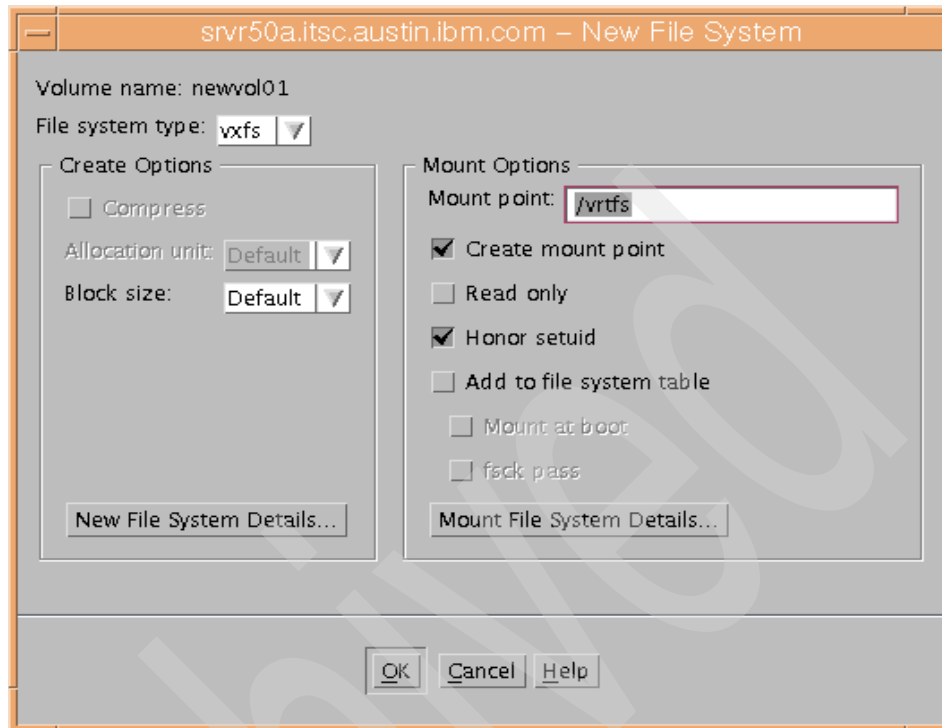 srvr50a.itsc.austin.ibm.com – New File System
Volume name: newvol01
File system type: vxfs
Create Options
Compress
Allocation unit: Default
Block size: Default
New File System Details...
Mount Options
Mount point: /vrtfs
Create mount point
Read only
Honor setuid
Add to file system table
Mount at boot
fsck pass
Mount File System Details...
OK Cancel Help